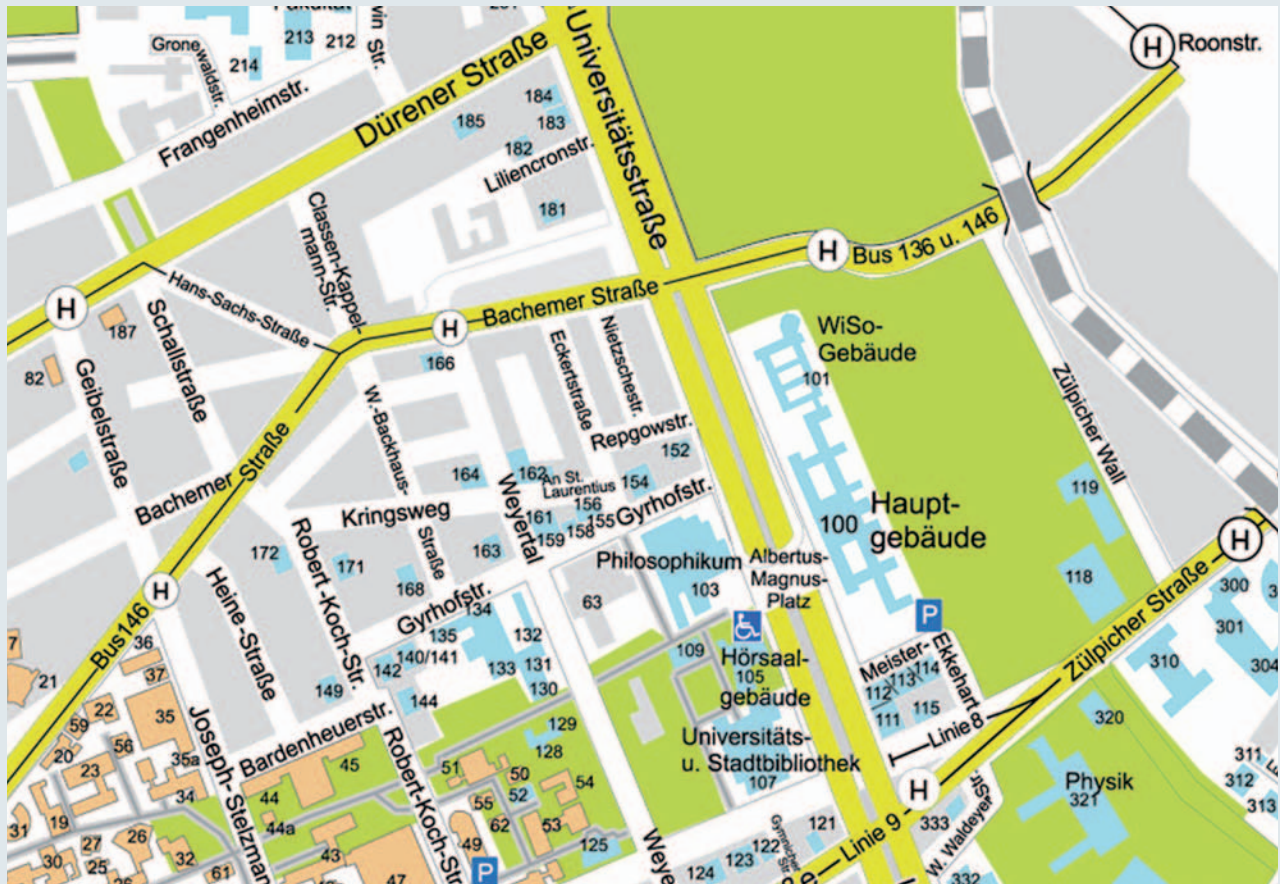 213
212
214
Str.
Grone
waldstr.
Frangenheimstr.
Dürener Straße
Universitätsstraße
H
Roonstr.
184
183
185
182
Liliencronstr.
181
Classen-Kappel-
mann-Str.
H
Bus 136 u. 146
H
187
Hans-Sachs-Straße
H
Bachemer Straße
82
Schallstraße
Geibelstraße
166
Eckertstraße
Nietzschestr.
WiSo-
Gebäude
101
Zülpicher Wall
W.-Backhaus-
Straße
Repgowstr.
152
Bachemer Straße
164
162
An St.
Laurentius
154
Weyertal
Kringsweg
156
155
Gyrhofstr.
161
158
159
119
100
Haupt-
gebäude
H
172
Robert-Koch-Str.
171
163
168
Philosophikum
103
Albertus-
Magnus-
Platz
118
300
301
304
310
H
Heine-Straße
Bus146
63
Gyrhofstr.
134
135
132
140/141
142
133
131
130
144
149
P
109
Hörsaal-
gebäude
105
Meister-
Ekkehart
114
113
112
111
115
Zülpicher Straße
Linie 8
7
21
36
37
22
35
59
20
56
23
35a
34
Joseph-Stelzman
Bardenheuerstr.
45
44
44a
43
Robert-Koch-Str
129
128
51
50
52
54
55
62
53
49
125
Universitäts-
u. Stadtbibliothek
107
H
320
Physik
321
311
312
313
31
19
27
30
26
25
32
61
47
P
Weye
124
123
122
121
Gymnicher
Str
Linie 9
333
W. Waldeyer
Str.
332